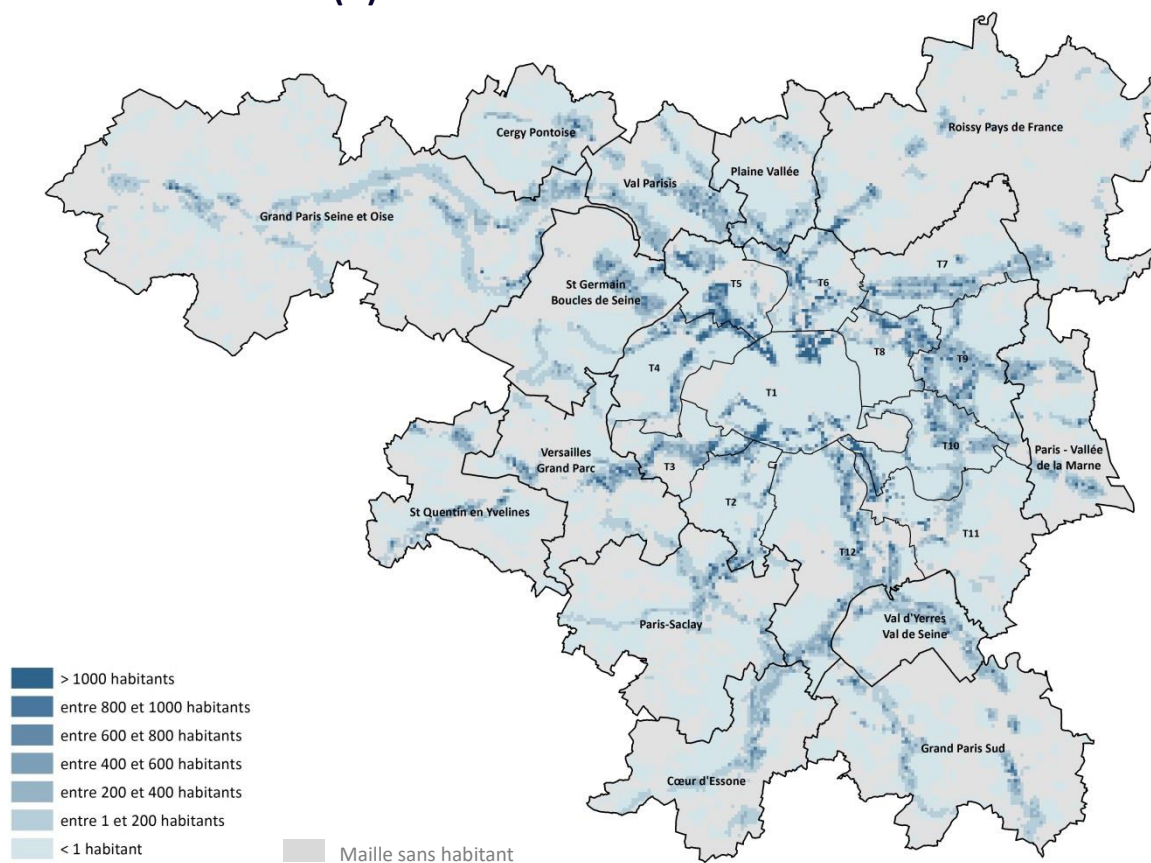 Cergy Pontoise
Roissy Pays de France
Plaine Vallée
Val Parisis
Grand Paris Seine et Oise
T7
St Germain
Boucles de Seine
T5
T6
T8
T9
T4
T1
T10
Versailles
Grand Parc
Paris - Vallée
de la Marne
T3
T2
St Quentin en Yvelines
T11
T12
Paris-Saclay
Val d'Yerres
Val de Seine
Grand Paris Sud
Cœur d'Essone
> 1000 habitants
entre 800 et 1000 habitants
entre 600 et 800 habitants
entre 400 et 600 habitants
entre 200 et 400 habitants
entre 1 et 200 habitants
< 1 habitant
Maille sans habitant